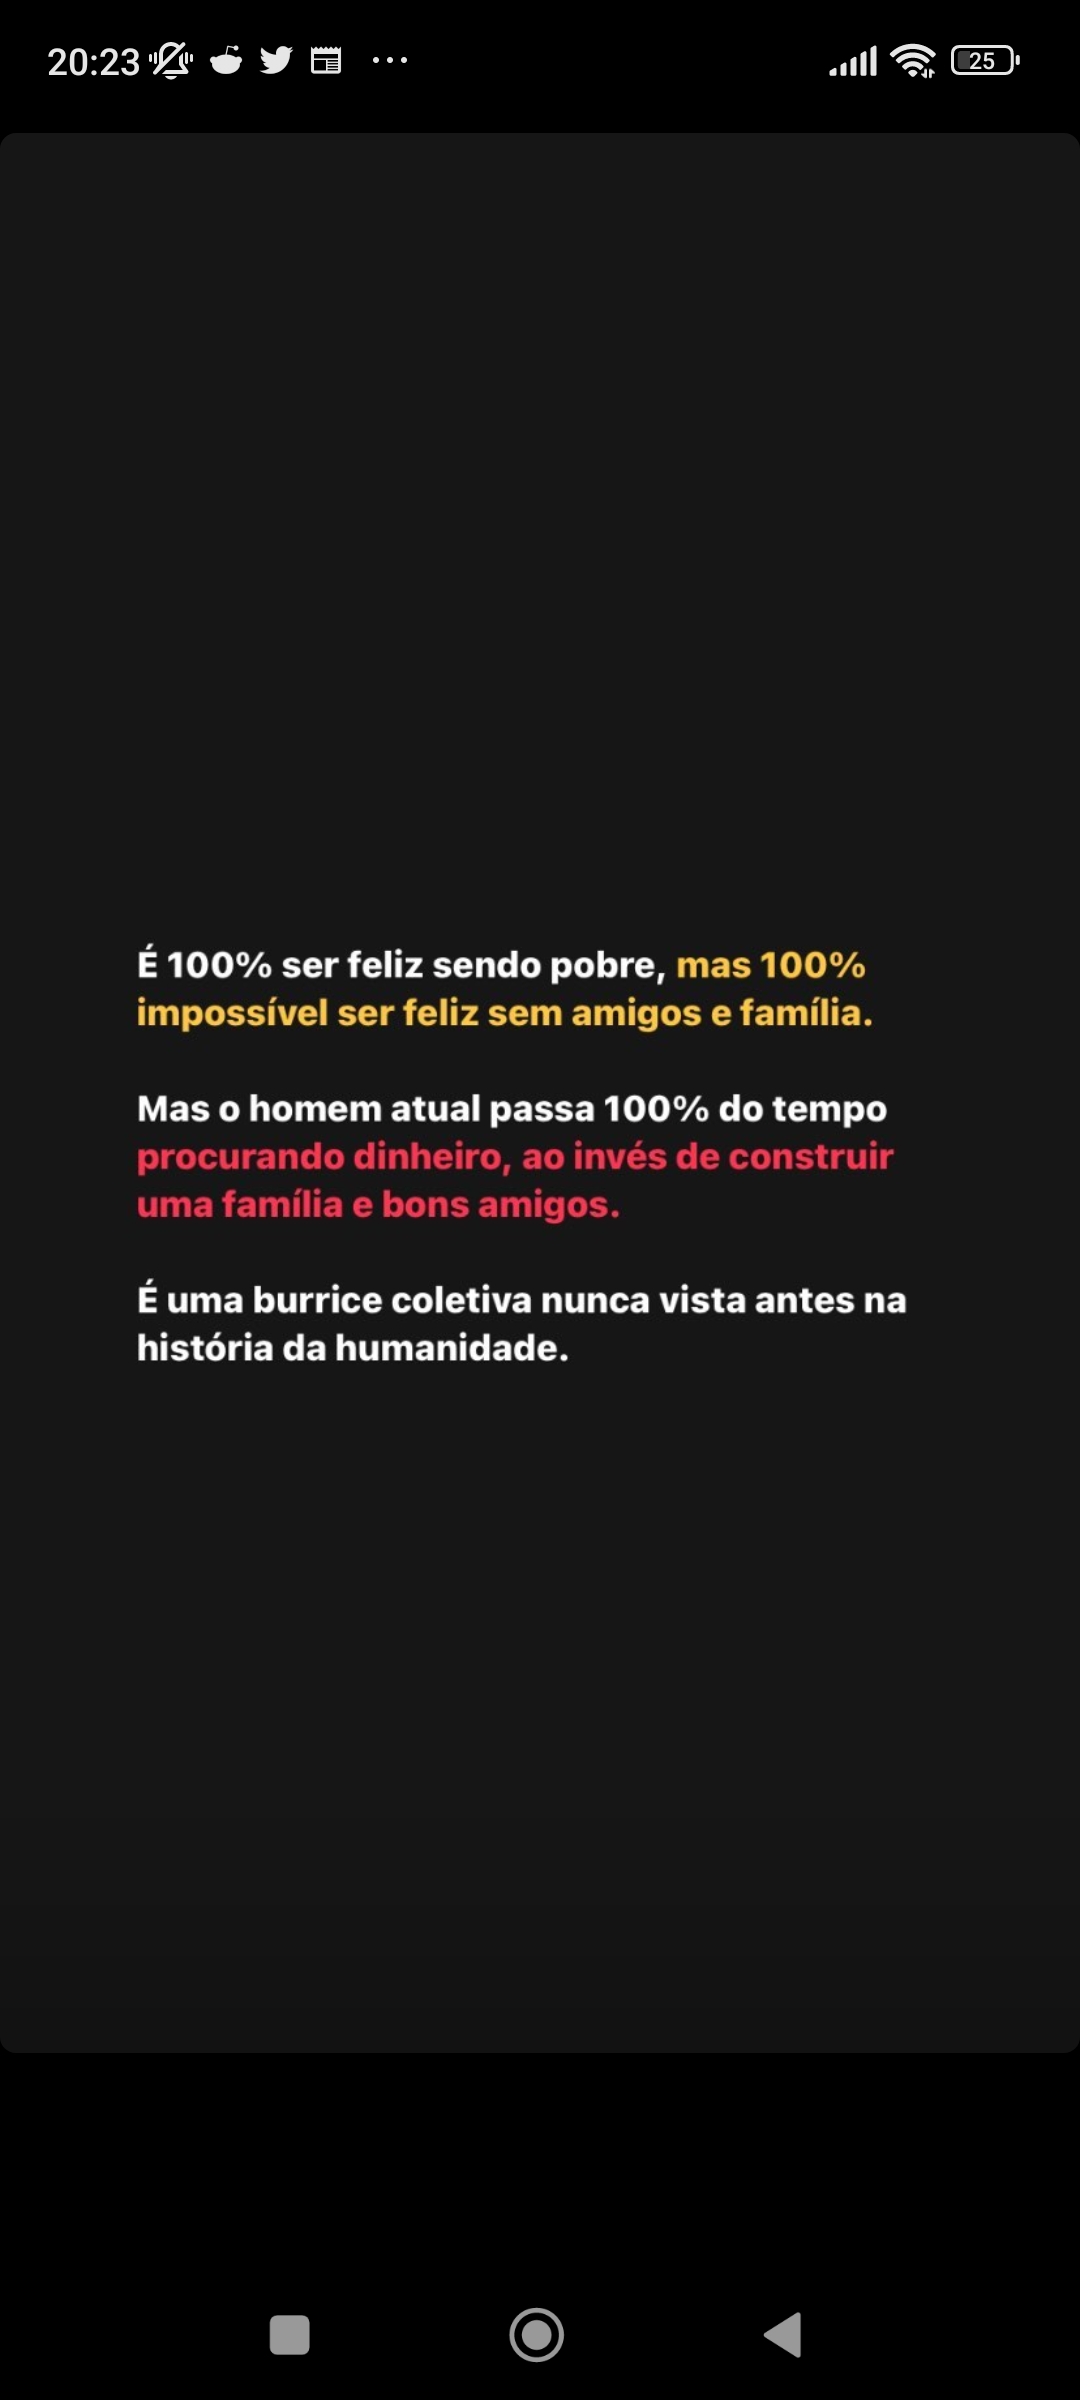 20:23
25
É 100% ser feliz sendo pobre, mas 100%
impossível ser feliz sem amigos e família.
Mas o homem atual passa 100% do tempo
procurando dinheiro, ao invés de construir
uma família e bons amigos.
É uma burrice coletiva nunca vista antes na
história da humanidade.